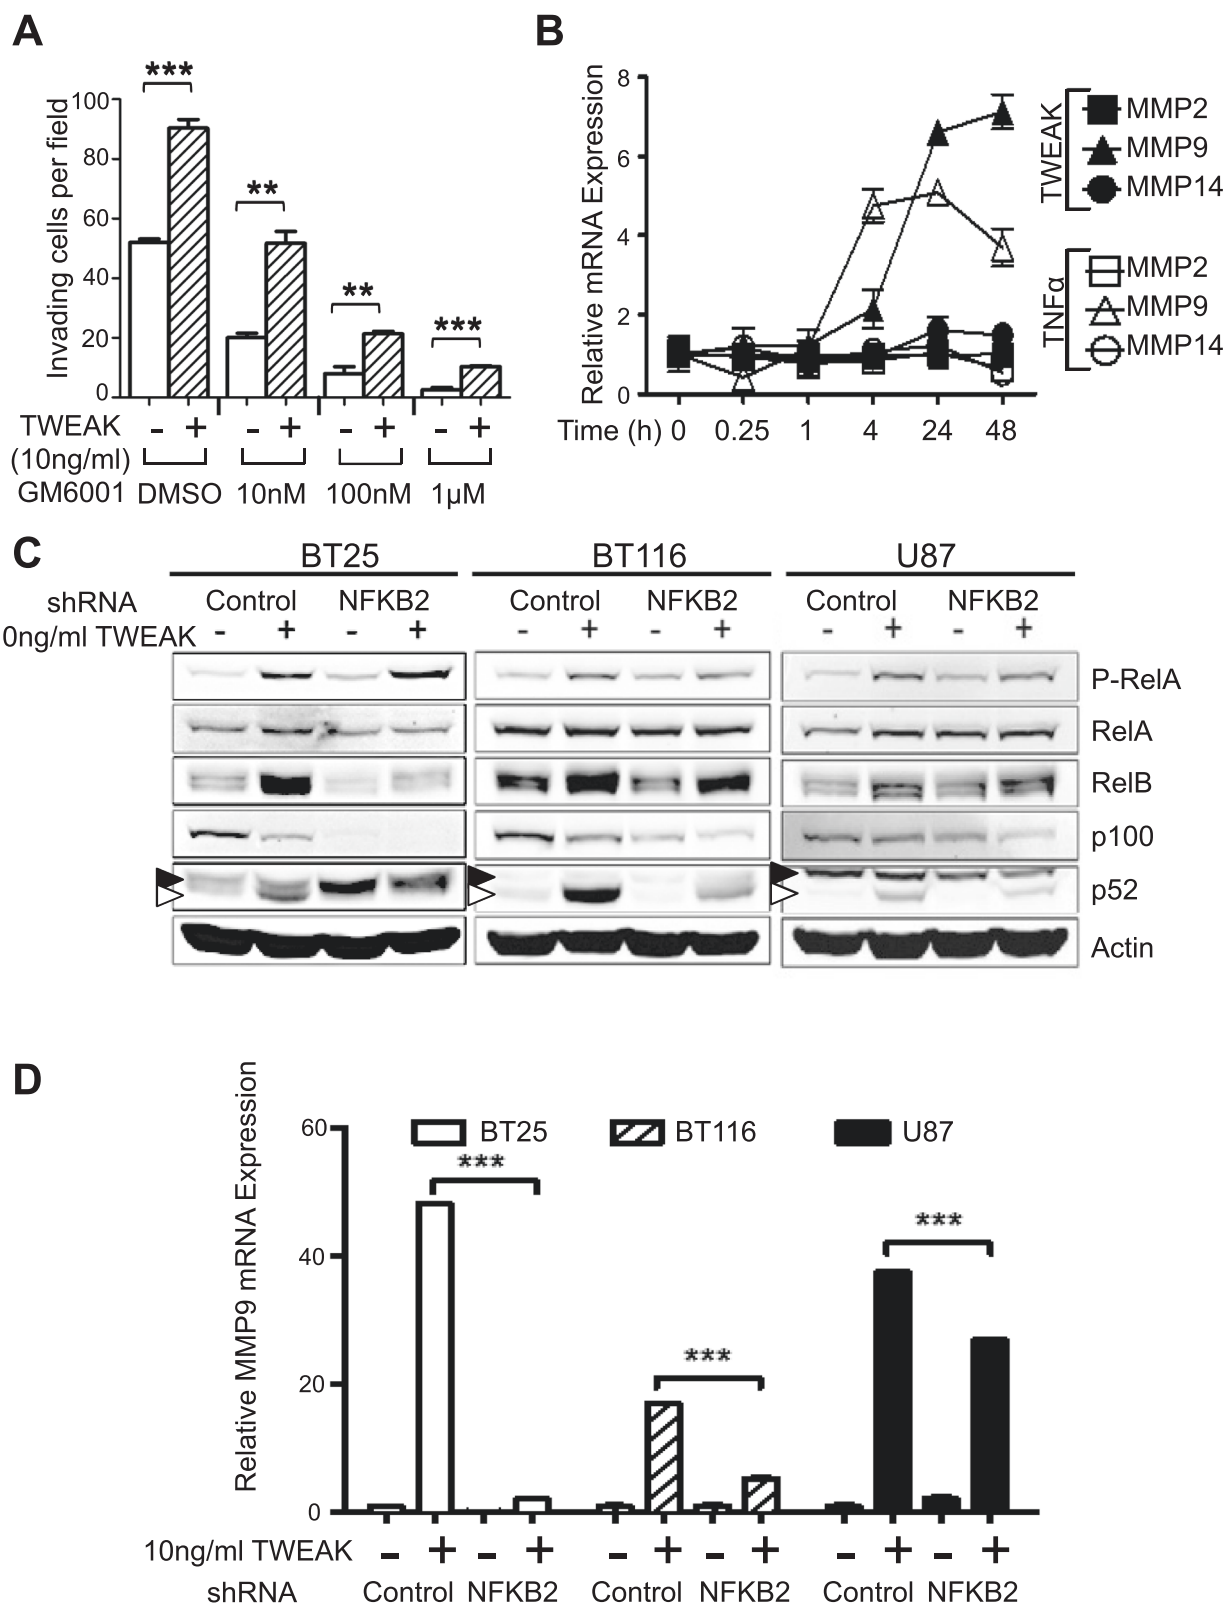 A
***
**
**
***
Invading cells per field
100
80
60
40
20
0
TWEAK - + - + - + - +
(10ng/ml)
GM6001 DMSO 10nM 100nM 1µM
B
Relative mRNA Expression
8
6
4
2
0
Time (h) 0 0.25 1 4 24 48
TWEAK
MMP2
MMP9
MMP14
TNFα
MMP2
MMP9
MMP14
C
BT25 BT116 U87
shRNA Control NFKB2 Control NFKB2 Control NFKB2
0ng/ml TWEAK - + - + - + - + - + - +
P-RelA
RelA
RelB
p100
p52
Actin
D
Relative MMP9 mRNA Expression
60
40
20
0
BT25 BT116 U87
***
***
***
10ng/ml TWEAK - + - + - + - + - + - +
shRNA Control NFKB2 Control NFKB2 Control NFKB2